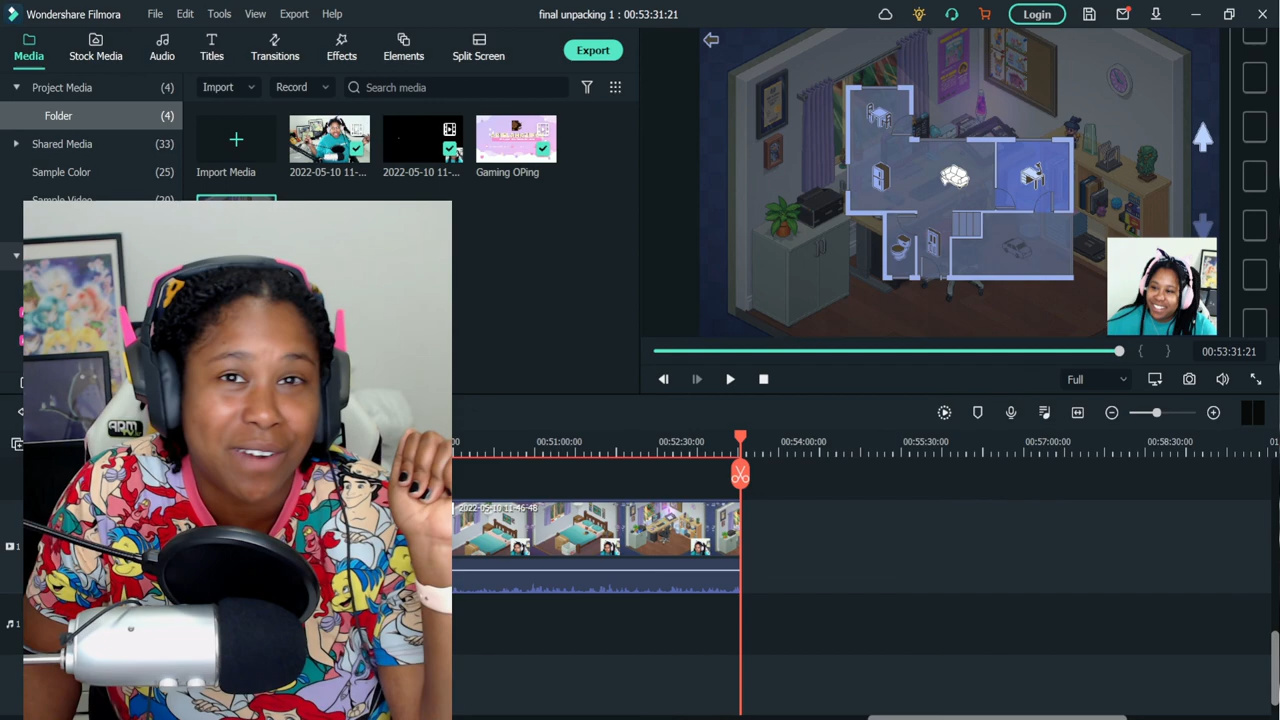 Wondershare Filmora File Edit Tools View Export Help final unpacking 1 : 00:53:31:21 Login
Media Stock Media Audio Titles Transitions Effects Elements Split Screen Export
Project Media (4) Import Record Search media
Folder (4)
Shared Media (33)
Sample Color (25) Import Media 2022-05-10 11-... 2022-05-10 11-... Gaming OPing
Sample Video
00:53:31:21
Full
00:51:00:00 00:52:30:00 00:54:00:00 00:55:30:00 00:57:00:00 00:58:30:00
2022-05-10 11-46-48
1
1